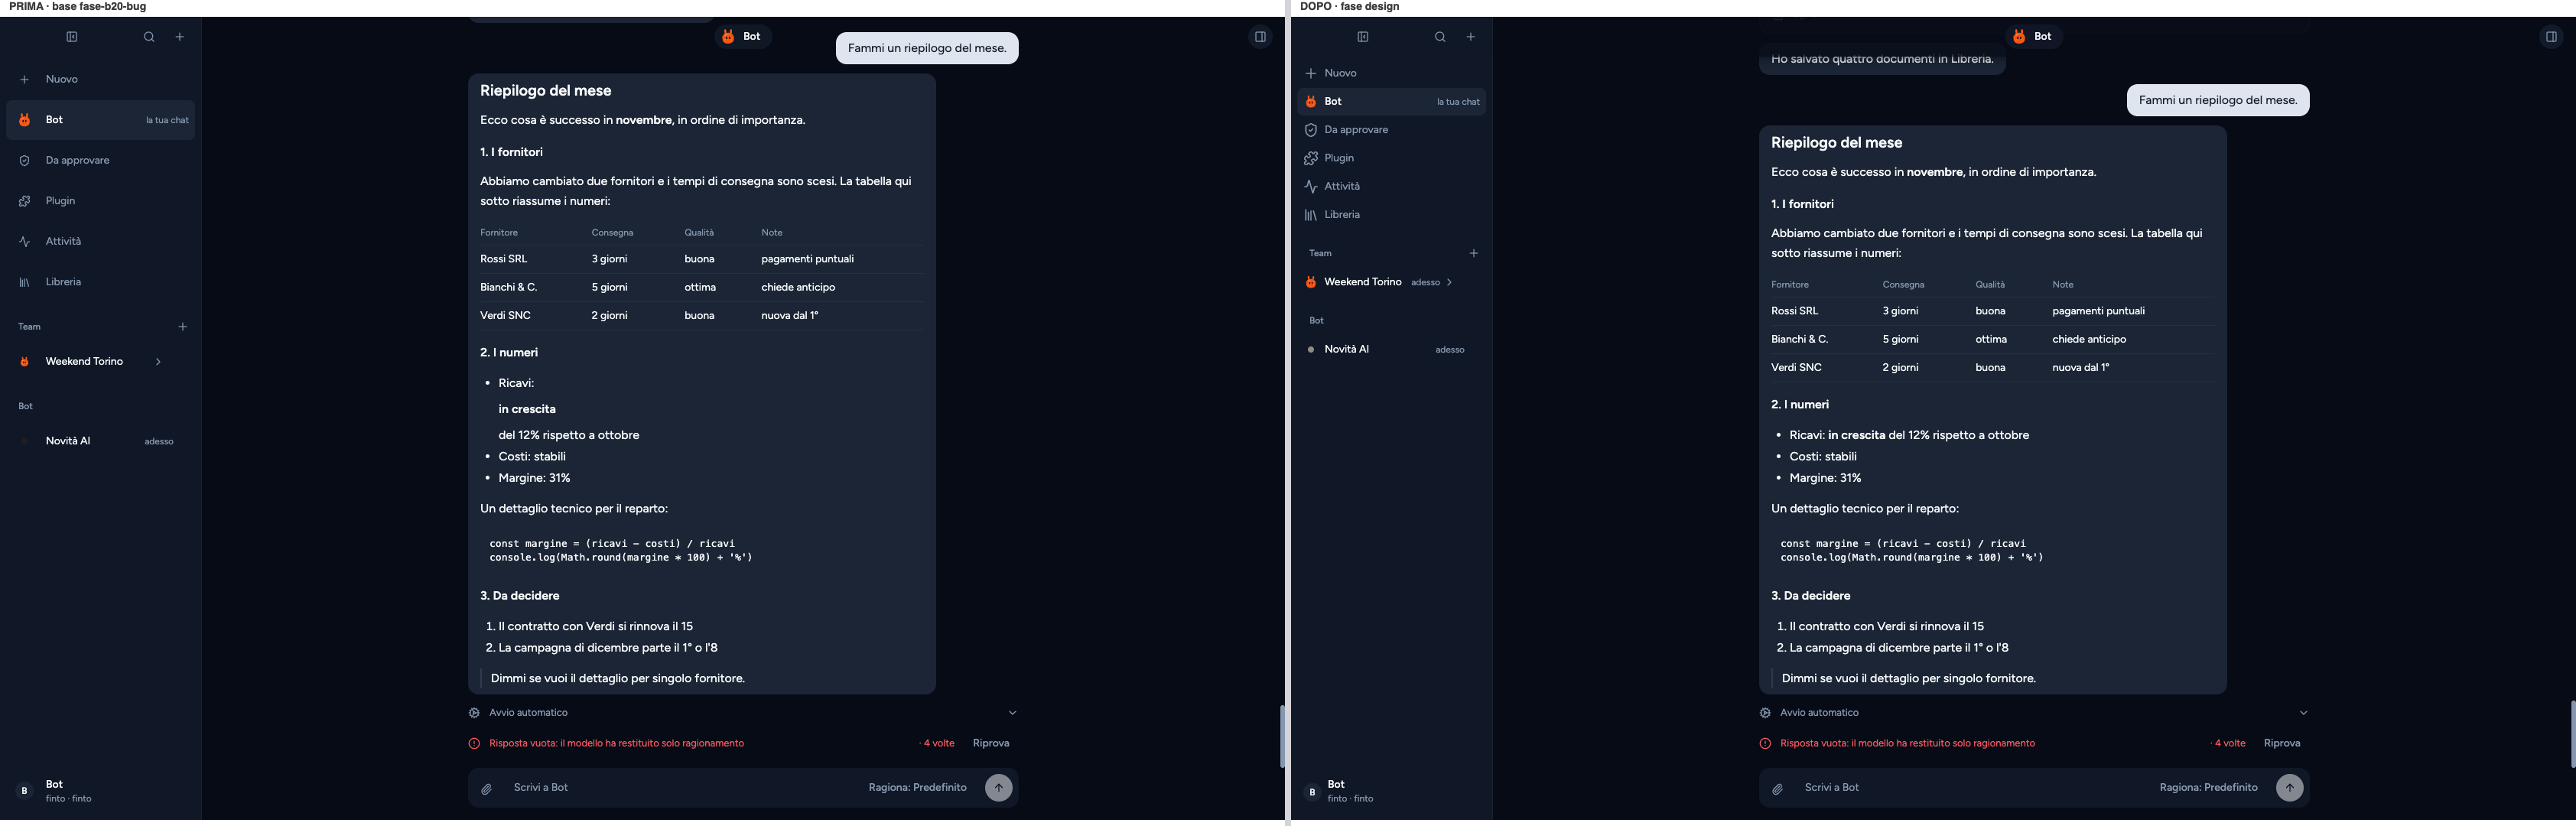 PRIMA · base fase-b20-bug
Nuovo
Bot
la tua chat
Da approvare
Plugin
Attività
Libreria
Team
Weekend Torino
Bot
Novità AI
adesso
B
Bot
finto · finto
Bot
Fammi un riepilogo del mese.
Riepilogo del mese
Ecco cosa è successo in novembre, in ordine di importanza.
1. I fornitori
Abbiamo cambiato due fornitori e i tempi di consegna sono scesi. La tabella qui
sotto riassume i numeri:
Fornitore Consegna Qualità Note
Rossi SRL 3 giorni buona pagamenti puntuali
Bianchi & C. 5 giorni ottima chiede anticipo
Verdi SNC 2 giorni buona nuova dal 1°
2. I numeri
• Ricavi:
in crescita
del 12% rispetto a ottobre
• Costi: stabili
• Margine: 31%
Un dettaglio tecnico per il reparto:
const margine = (ricavi - costi) / ricavi
console.log(Math.round(margine * 100) + '%')
3. Da decidere
1. Il contratto con Verdi si rinnova il 15
2. La campagna di dicembre parte il 1° o l'8
Dimmi se vuoi il dettaglio per singolo fornitore.
Avvio automatico
Risposta vuota: il modello ha restituito solo ragionamento · 4 volte Riprova
Scrivi a Bot Ragiona: Predefinito
DOPO · fase design
Nuovo
Bot
la tua chat
Da approvare
Plugin
Attività
Libreria
Team
Weekend Torino adesso
Bot
Novità AI adesso
B
Bot
finto · finto
Bot
Ho salvato quattro documenti in Libreria.
Fammi un riepilogo del mese.
Riepilogo del mese
Ecco cosa è successo in novembre, in ordine di importanza.
1. I fornitori
Abbiamo cambiato due fornitori e i tempi di consegna sono scesi. La tabella qui
sotto riassume i numeri:
Fornitore Consegna Qualità Note
Rossi SRL 3 giorni buona pagamenti puntuali
Bianchi & C. 5 giorni ottima chiede anticipo
Verdi SNC 2 giorni buona nuova dal 1°
2. I numeri
• Ricavi: in crescita del 12% rispetto a ottobre
• Costi: stabili
• Margine: 31%
Un dettaglio tecnico per il reparto:
const margine = (ricavi - costi) / ricavi
console.log(Math.round(margine * 100) + '%')
3. Da decidere
1. Il contratto con Verdi si rinnova il 15
2. La campagna di dicembre parte il 1° o l'8
Dimmi se vuoi il dettaglio per singolo fornitore.
Avvio automatico
Risposta vuota: il modello ha restituito solo ragionamento · 4 volte Riprova
Scrivi a Bot Ragiona: Predefinito